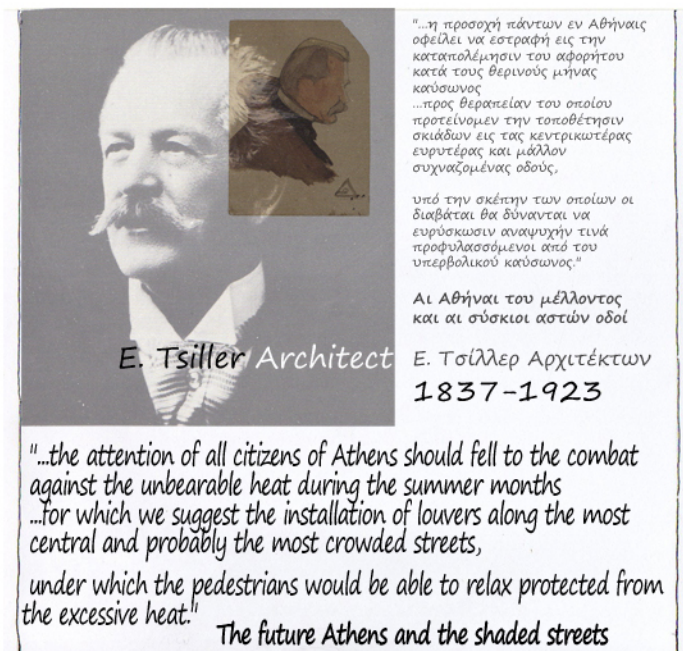 "...η προσοχή πάντων εν Αθήναις
οφείλει να εστραφή εις την
καταπολέμησιν του αφορήτου
κατά τους θερινούς μήνας
καύσωνος
...προς θεραπείαν του οποίου
προτείνομεν την τοποθέτησιν
σκιάδων εις τας κεντρικωτέρας
ευρυτέρας και μάλλον
συχναζομένας οδούς,
υπό την σκέπην των οποίων οι
διαβάται θα δύνανται να
ευρύσκωσιν αναψυχήν τινά
προφυλασσόμενοι από του
υπερβολικού καύσωνος."
Αι Αθήναι του μέλλοντος
και αι σύσκιοι αστών οδοί
E. Tsiller Architect
Ε. Τσίλλερ Αρχιτέκτων
1837-1923
"...the attention of all citizens of Athens should fell to the combat
against the unbearable heat during the summer months
...for which we suggest the installation of louvers along the most
central and probably the most crowded streets,
under which the pedestrians would be able to relax protected from
the excessive heat."
The future Athens and the shaded streets